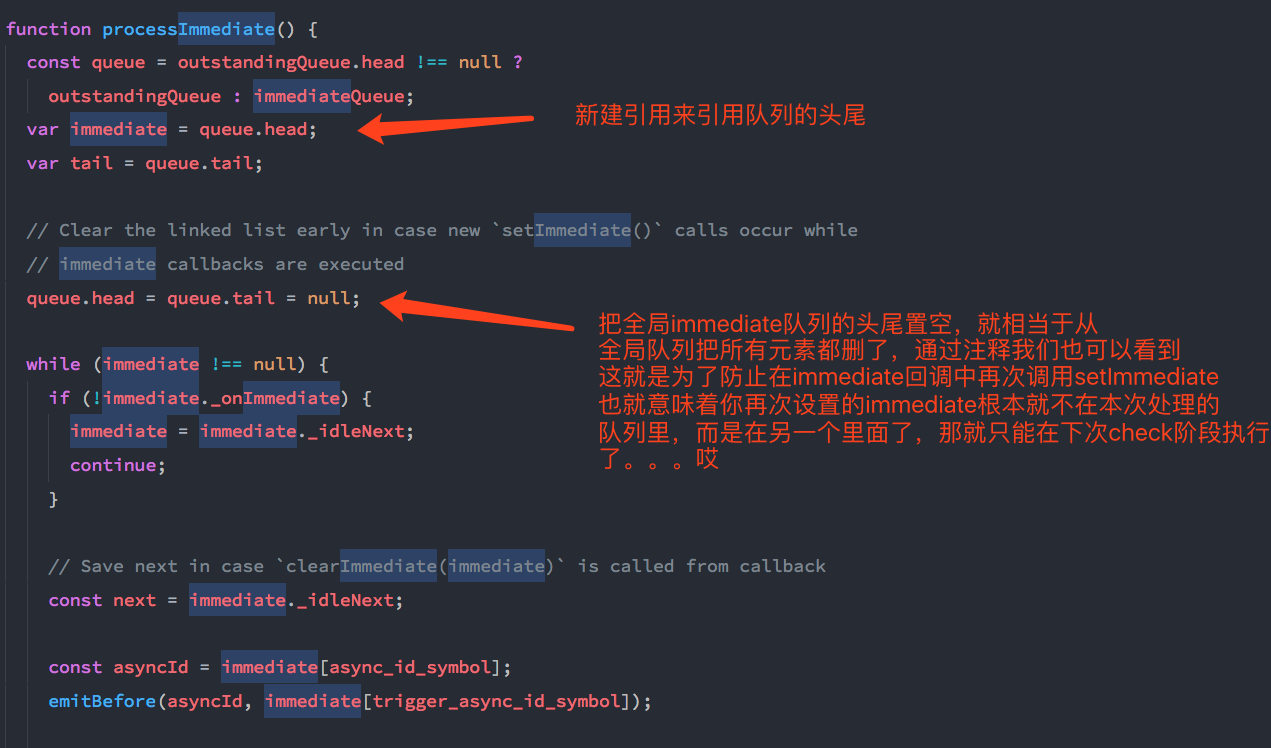 function processImmediate() {
const queue = outstandingQueue.head !== null ?
outstandingQueue : immediateQueue;
var immediate = queue.head;
新建引用来引用队列的头尾
var tail = queue.tail;
// Clear the linked list early in case new `setImmediate()` calls occur while
// immediate callbacks are executed
queue.head = queue.tail = null;
把全局immediate队列的头尾置空，就相当于从
全局队列把所有元素都删了，通过注释我们也可以看到
这就是为了防止在immediate回调中再次调用setImmediate
也就意味着你再次设置的immediate根本就不在本次处理的
队列里，而是在另一个里面了，那就只能在下次check阶段执行
了。。。哎
while (immediate !== null) {
if (!immediate._onImmediate) {
immediate = immediate._idleNext;
continue;
}
// Save next in case `clearImmediate(immediate)` is called from callback
const next = immediate._idleNext;
const asyncId = immediate[async_id_symbol];
emitBefore(asyncId, immediate[trigger_async_id_symbol]);